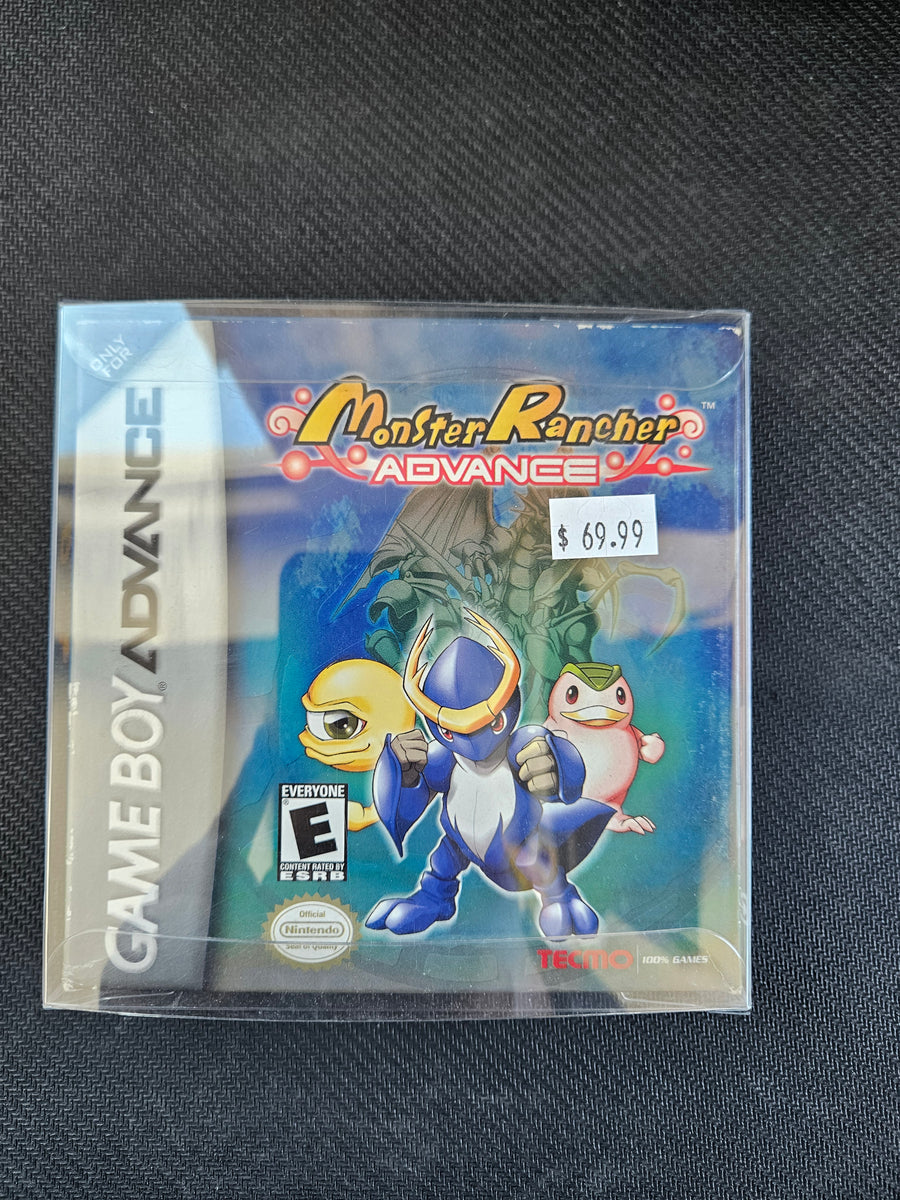 ONLY
FOR
GAME BOY ADVANCE
®
Monster Rancher
™
ADVANCE
$ 69.99
EVERYONE
E
®
CONTENT RATED BY
ESRB
Official
Nintendo
Seal of Quality
TECMO
100% GAMES